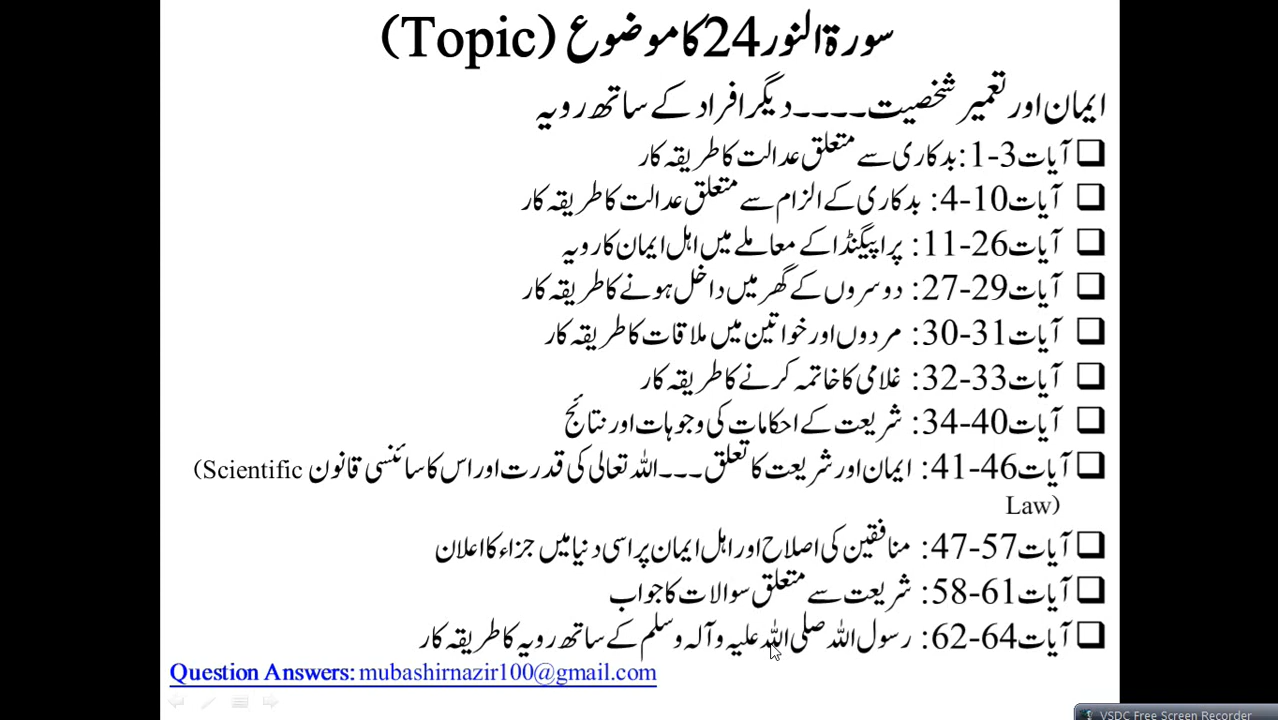 سورۃ النور 24 کا موضوع (Topic)
ایمان اور تعمیر شخصیت۔۔۔۔ دیگر افراد کے ساتھ رویہ
❑ آیات 1-3: بدکاری سے متعلق عدالت کا طریقہ کار
❑ آیات 4-10: بدکاری کے الزام سے متعلق عدالت کا طریقہ کار
❑ آیات 11-26: پراپیگنڈا کے معاملے میں اہل ایمان کا رویہ
❑ آیات 27-29: دوسروں کے گھر میں داخل ہونے کا طریقہ کار
❑ آیات 30-31: مردوں اور خواتین میں ملاقات کا طریقہ کار
❑ آیات 32-33: غلامی کا خاتمہ کرنے کا طریقہ کار
❑ آیات 34-40: شریعت کے احکامات کی وجوہات اور نتائج
❑ آیات 41-46: ایمان اور شریعت کا تعلق۔۔۔ اللہ تعالی کی قدرت اور اس کا سائنسی قانون (Scientific
Law)
❑ آیات 47-57: منافقین کی اصلاح اور اہل ایمان پر اسی دنیا میں جزاء کا اعلان
❑ آیات 58-61: شریعت سے متعلق سوالات کا جواب
❑ آیات 62-64: رسول اللہ صلی اللہ علیہ وآلہ وسلم کے ساتھ رویہ کا طریقہ کار
Question Answers: mubashirnazir100@gmail.com
VSDC Free Screen Recorder